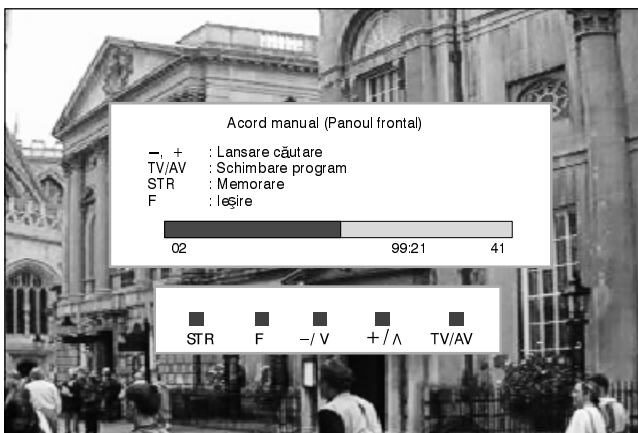 Acord manual (Panoul frontal)
–, + : Lansare căutare
TV/AV : Schimbare program
STR : Memorare
F : Ieşire
02 99:21 41
STR F –/ V +/Λ TV/AV